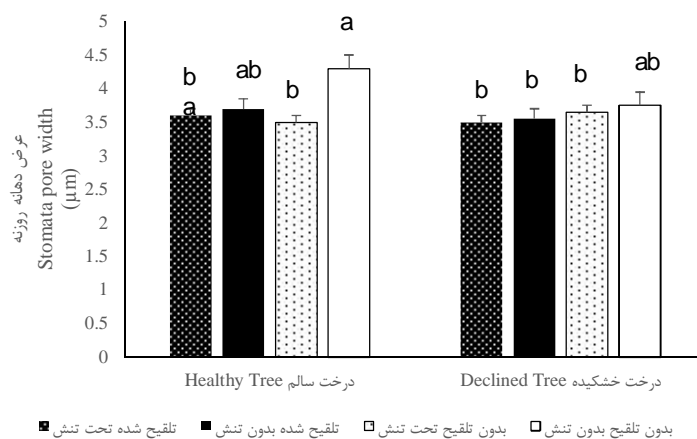 5
4.5
4
3.5
3
2.5
2
1.5
1
0.5
0
عرض دهانه روزنه
Stomata pore width
(µm)
b
a
ab
b
a
b
b
b
ab
درخت سالم Healthy Tree
درخت خشکیده Declined Tree
تلقیح شده تحت تنش
تلقیح شده بدون تنش
بدون تلقیح تحت تنش
بدون تلقیح بدون تنش